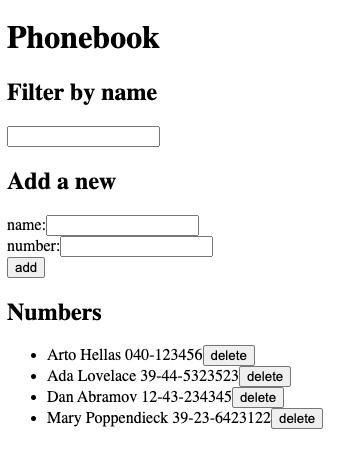 Phonebook
Filter by name
Add a new
name:
number:
add
Numbers
Arto Hellas 040-123456 delete
Ada Lovelace 39-44-5323523 delete
Dan Abramov 12-43-234345 delete
Mary Poppendieck 39-23-6423122 delete